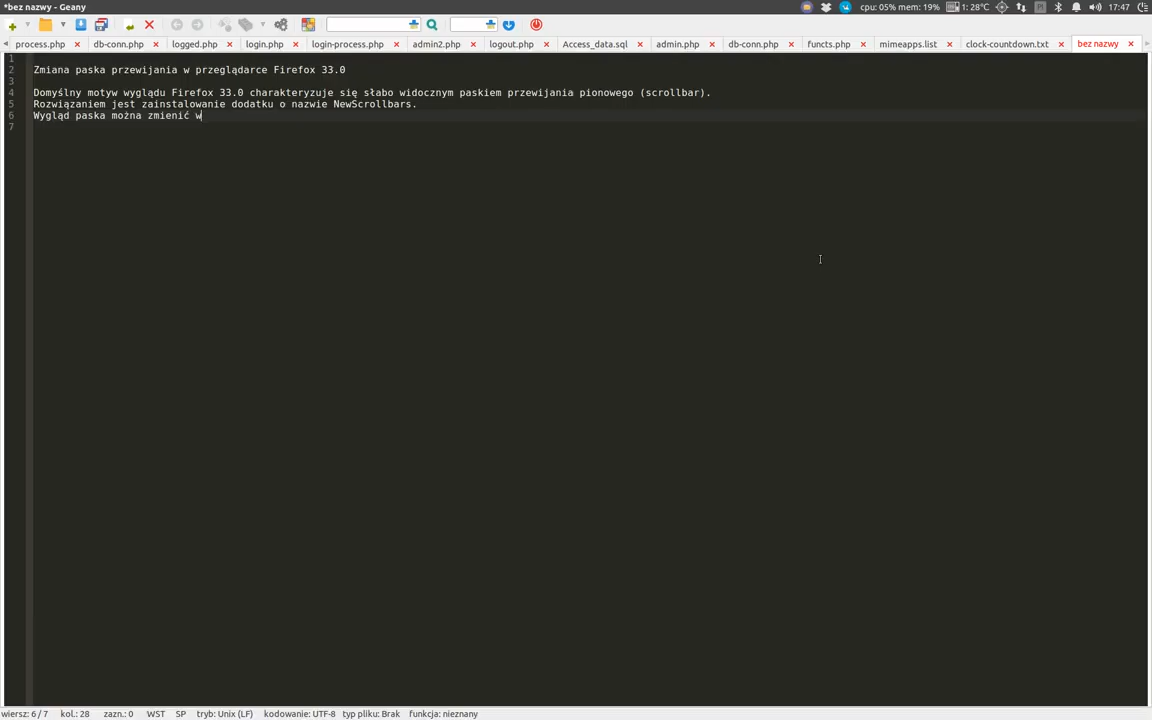 *bez nazwy - Geany
cpu: 05% mem: 19%
1: 28°C
Pl
17:47
process.php
db-conn.php
logged.php
login.php
login-process.php
admin2.php
logout.php
Access_data.sql
admin.php
db-conn.php
functs.php
mimeapps.list
clock-countdown.txt
bez nazwy
1
2 Zmiana paska przewijania w przeglądarce Firefox 33.0
3
4 Domyślny motyw wyglądu Firefox 33.0 charakteryzuje się słabo widocznym paskiem przewijania pionowego (scrollbar).
5 Rozwiązaniem jest zainstalowanie dodatku o nazwie NewScrollbars.
6 Wygląd paska można zmienić w
7
wiersz: 6 / 7 kol.: 28 zazn.: 0 WST SP tryb: Unix (LF) kodowanie: UTF-8 typ pliku: Brak funkcja: nieznany